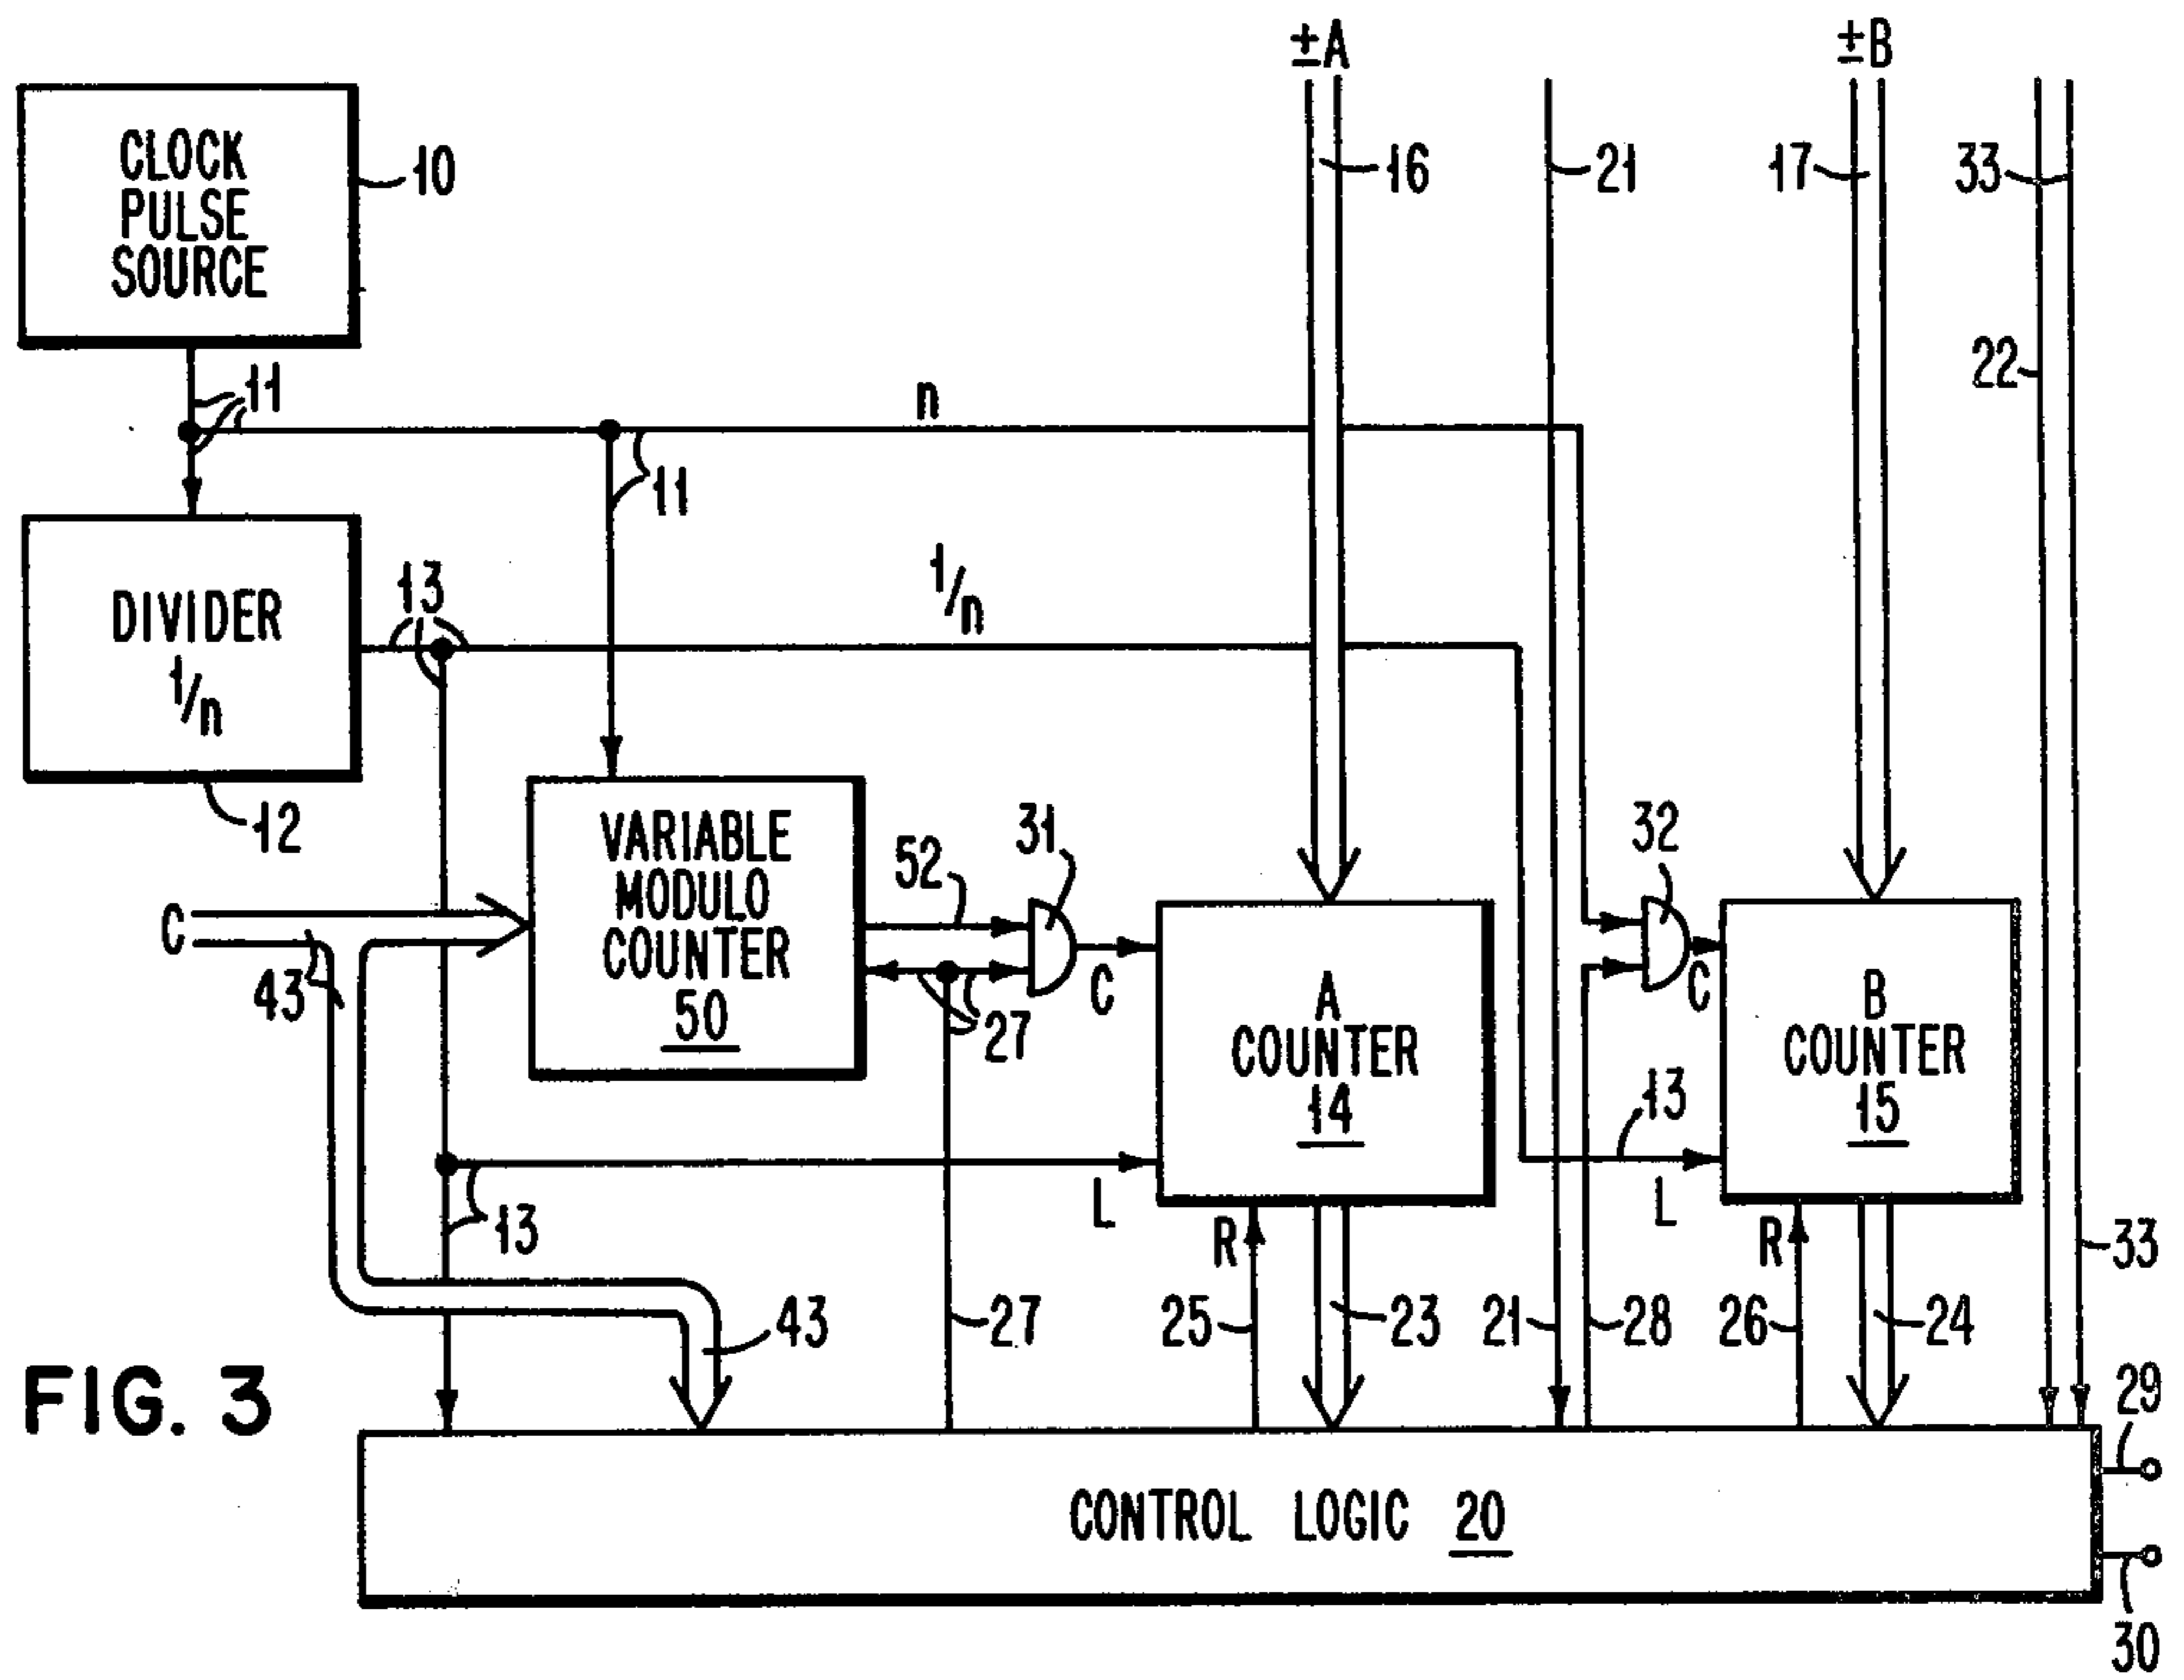 ±A
±B
CLOCK
PULSE
SOURCE
10
16
21
17
33
11
n
22
11
13
1/n
DIVIDER
1/n
12
VARIABLE
MODULO
COUNTER
50
52
31
32
C
43
27
C
C
A
COUNTER
14
B
COUNTER
15
13
13
L
L
R
R
33
43
27
25
23
21
28
26
24
29
FIG. 3
CONTROL LOGIC 20
30